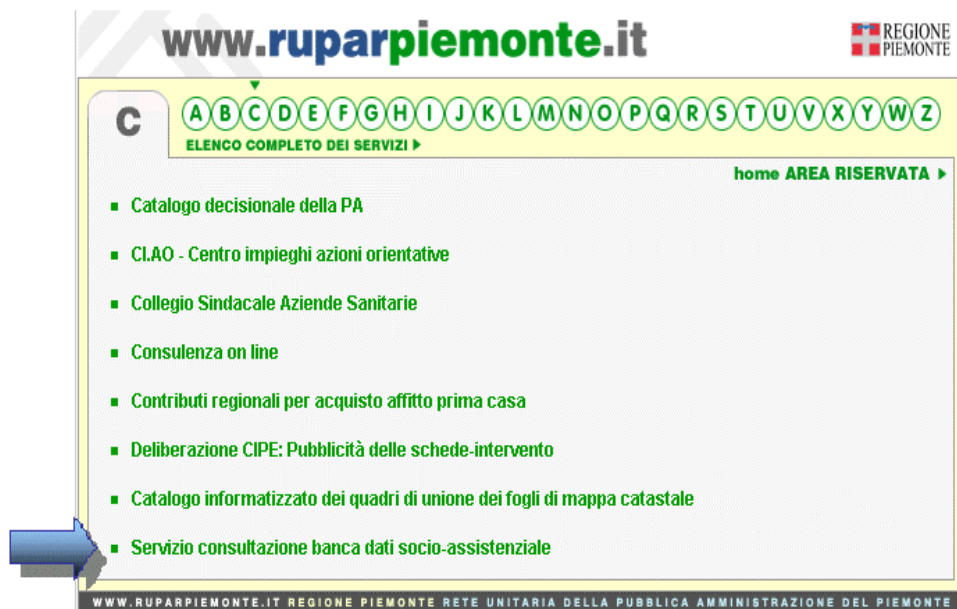 www.ruparpiemonte.it
REGIONE
PIEMONTE
C
A B C D E F G H I J K L M N O P Q R S T U V X Y W Z
ELENCO COMPLETO DEI SERVIZI
home AREA RISERVATA
Catalogo decisionale della PA
CI.AO - Centro impieghi azioni orientative
Collegio Sindacale Aziende Sanitarie
Consulenza on line
Contributi regionali per acquisto affitto prima casa
Deliberazione CIPE: Pubblicità delle schede-intervento
Catalogo informatizzato dei quadri di unione dei fogli di mappa catastale
Servizio consultazione banca dati socio-assistenziale
WWW.RUPARPIEMONTE.IT REGIONE PIEMONTE RETE UNITARIA DELLA PUBBLICA AMMINISTRAZIONE DEL PIEMONTE